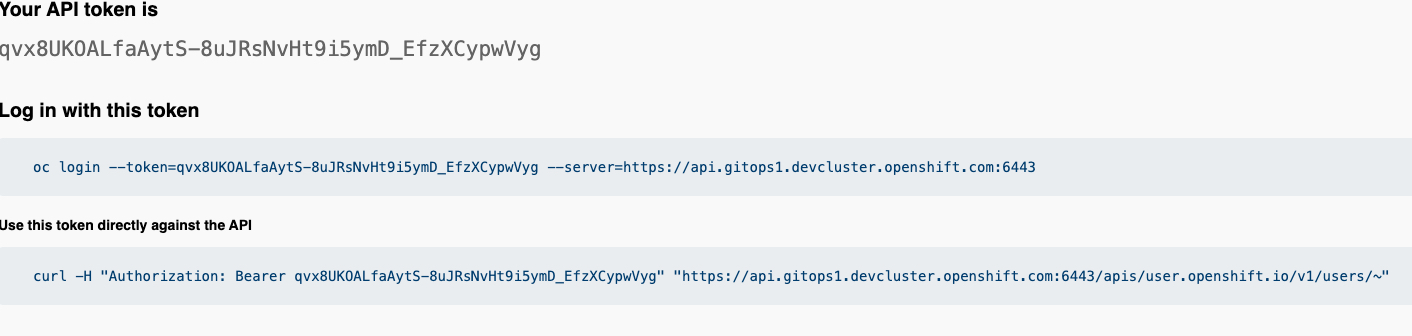 Your API token is
qvx8UKOALfaAytS-8uJRsNvHt9i5ymD_EfzXCypwVyg
Log in with this token
oc login --token=qvx8UKOALfaAytS-8uJRsNvHt9i5ymD_EfzXCypwVyg --server=https://api.gitops1.devcluster.openshift.com:6443
Use this token directly against the API
curl -H "Authorization: Bearer qvx8UKOALfaAytS-8uJRsNvHt9i5ymD_EfzXCypwVyg" "https://api.gitops1.devcluster.openshift.com:6443/apis/user.openshift.io/v1/users/~"